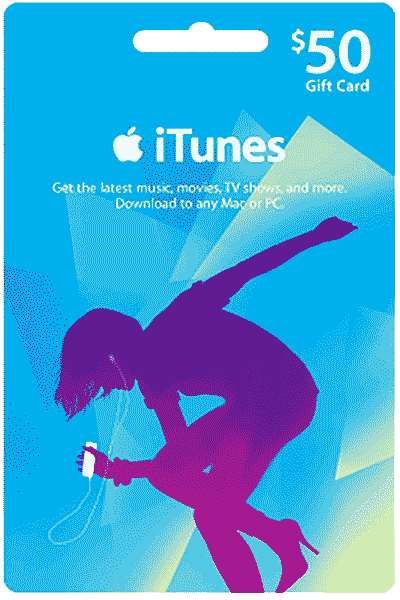 $50
Gift Card
iTunes
Get the latest music, movies, TV shows, and more.
Download to any Mac or PC.